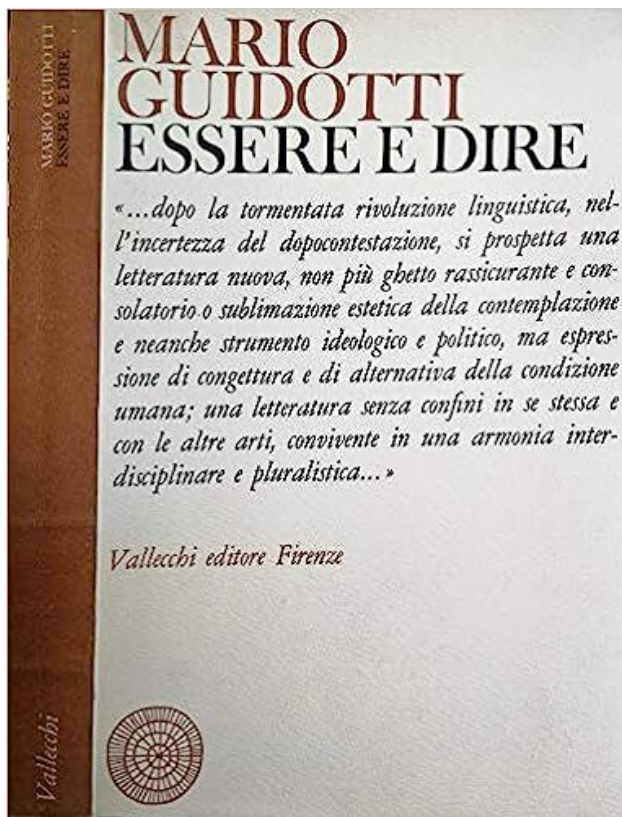 MARIO GUIDOTTI
ESSERE E DIRE
Vallecchi
MARIO
GUIDOTTI
ESSERE E DIRE
«...dopo la tormentata rivoluzione linguistica, nel-
l'incertezza del dopocontestazione, si prospetta una
letteratura nuova, non più ghetto rassicurante e con-
solatorio o sublimazione estetica della contemplazione
e neanche strumento ideologico e politico, ma espres-
sione di congettura e di alternativa della condizione
umana; una letteratura senza confini in se stessa e
con le altre arti, convivente in una armonia inter-
disciplinare e pluralistica...»
Vallecchi editore Firenze